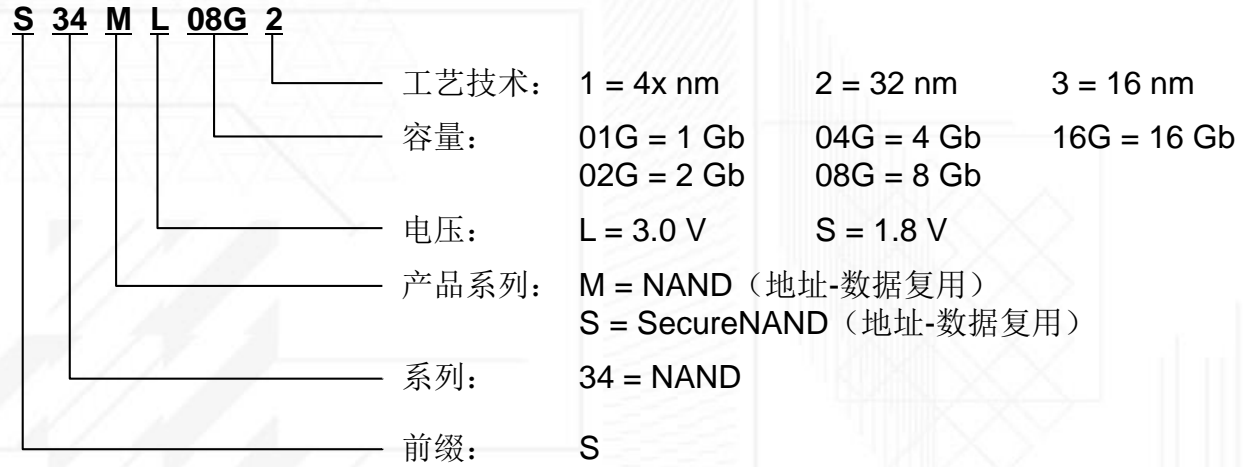 S 34 M L 08G 2
工艺技术： 1 = 4x nm 2 = 32 nm 3 = 16 nm
容量： 01G = 1 Gb 04G = 4 Gb 16G = 16 Gb
02G = 2 Gb 08G = 8 Gb
电压： L = 3.0 V S = 1.8 V
产品系列： M = NAND（地址-数据复用）
S = SecureNAND（地址-数据复用）
系列： 34 = NAND
前缀： S